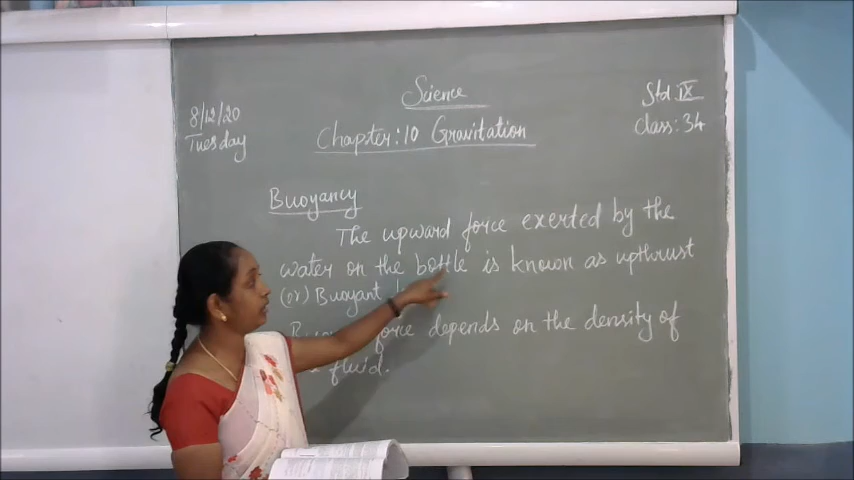 Science
8/12/20
Tuesday
Std. IX
Class: 34
Chapter: 10 Gravitation
Buoyancy
The upward force exerted by the
water on the bottle is known as upthrust
(or) Buoyant
force depends on the density of
fluid.